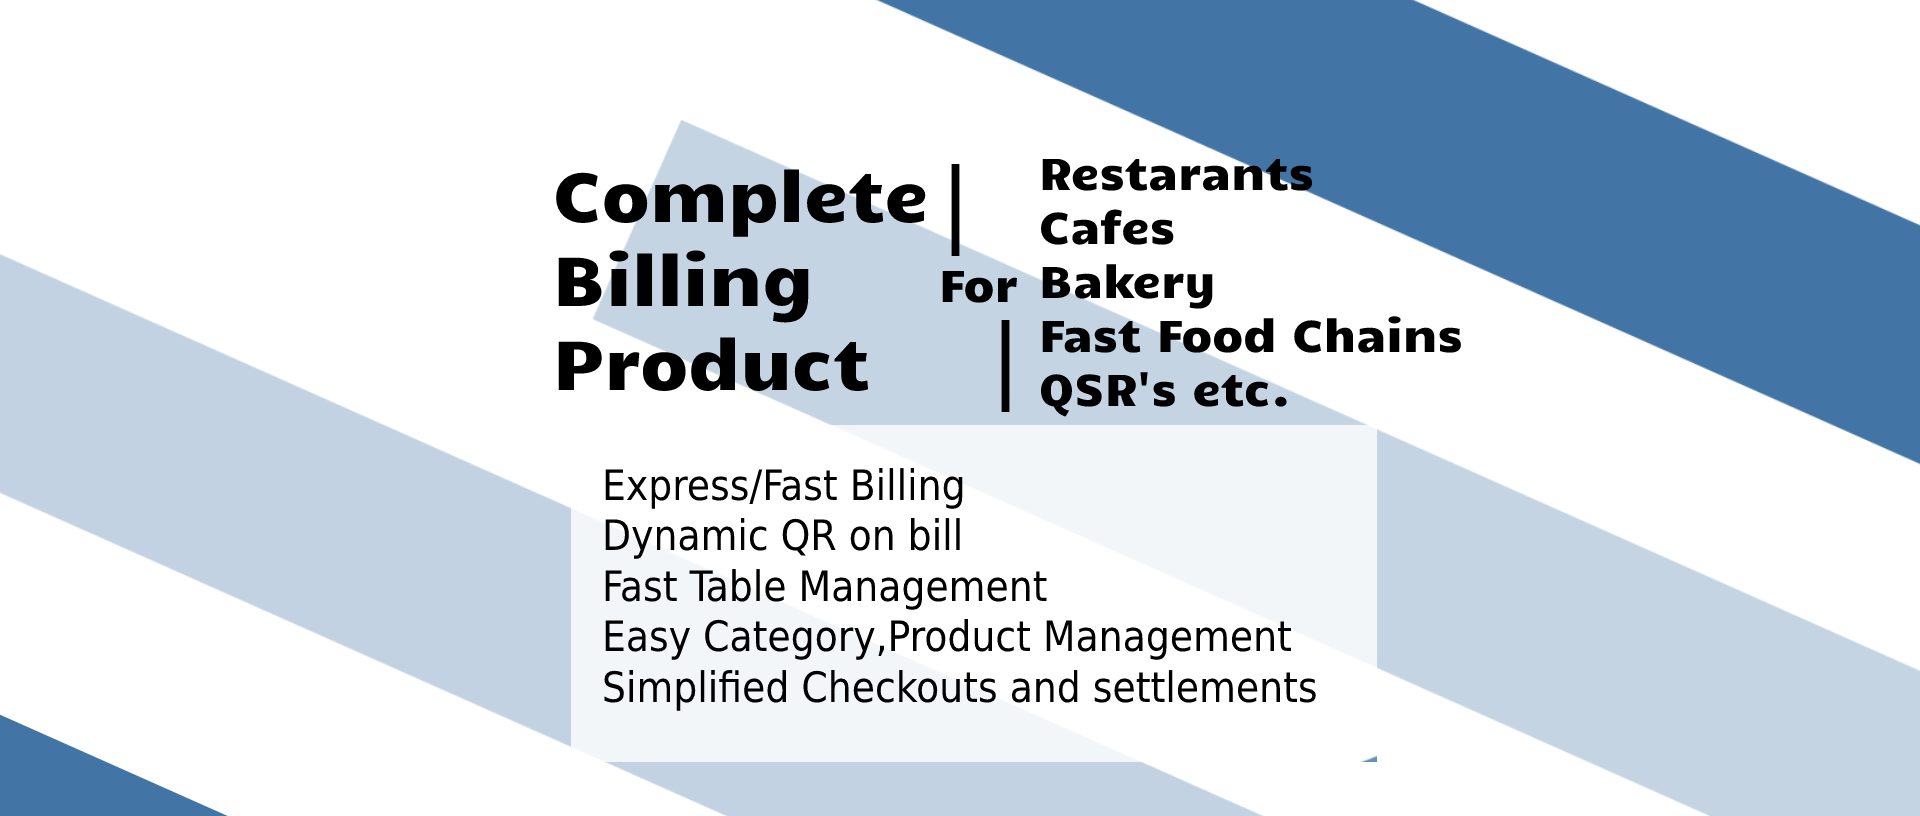 Complete
Billing
Product
For
Restarants
Cafes
Bakery
Fast Food Chains
QSR's etc.
Express/Fast Billing
Dynamic QR on bill
Fast Table Management
Easy Category,Product Management
Simplified Checkouts and settlements